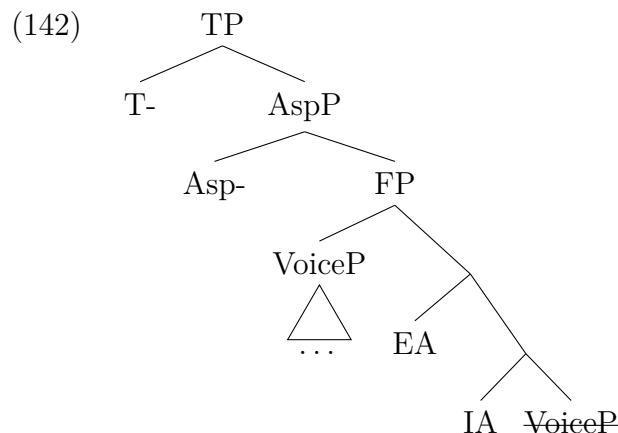 (142) TP
T- AspP
Asp- FP
VoiceP
... EA
IA VoiceP